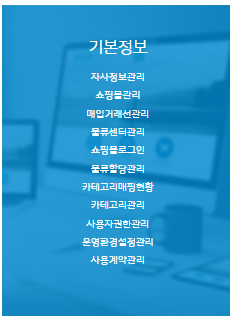 기본정보
자사정보관리
쇼핑몰관리
매입거래선관리
물류센터관리
쇼핑몰로그인
물류할당관리
카테고리매핑현황
카테고리관리
사용자권한관리
운영환경설정관리
사용계약관리